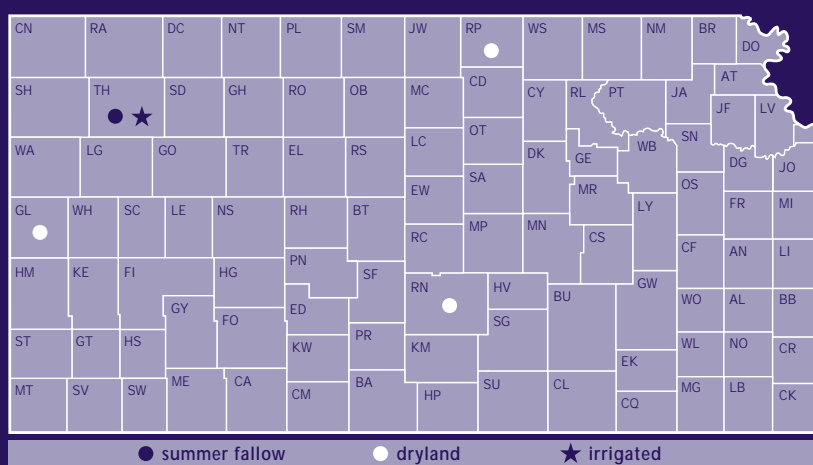 CN RA DC NT PL SM JW RP WS MS NM BR DO
SH TH SD GH RO OB MC CD CY RL PT JA AT JF LV
WA LG GO TR EL RS LC OT DK GE WB SN DG JO
GL WH SC LE NS RH BT EW SA MR LY OS FR MI
RC MP MN CS CF AN LI
HM KE FI HG PN SF RN HV BU GW WO AL BB
GY FO ED SG
ST GT HS KW PR KM EK WL NO CR
MT SV SW ME CA CM BA HP SU CL CQ MG LB CK
summer fallow dryland irrigated